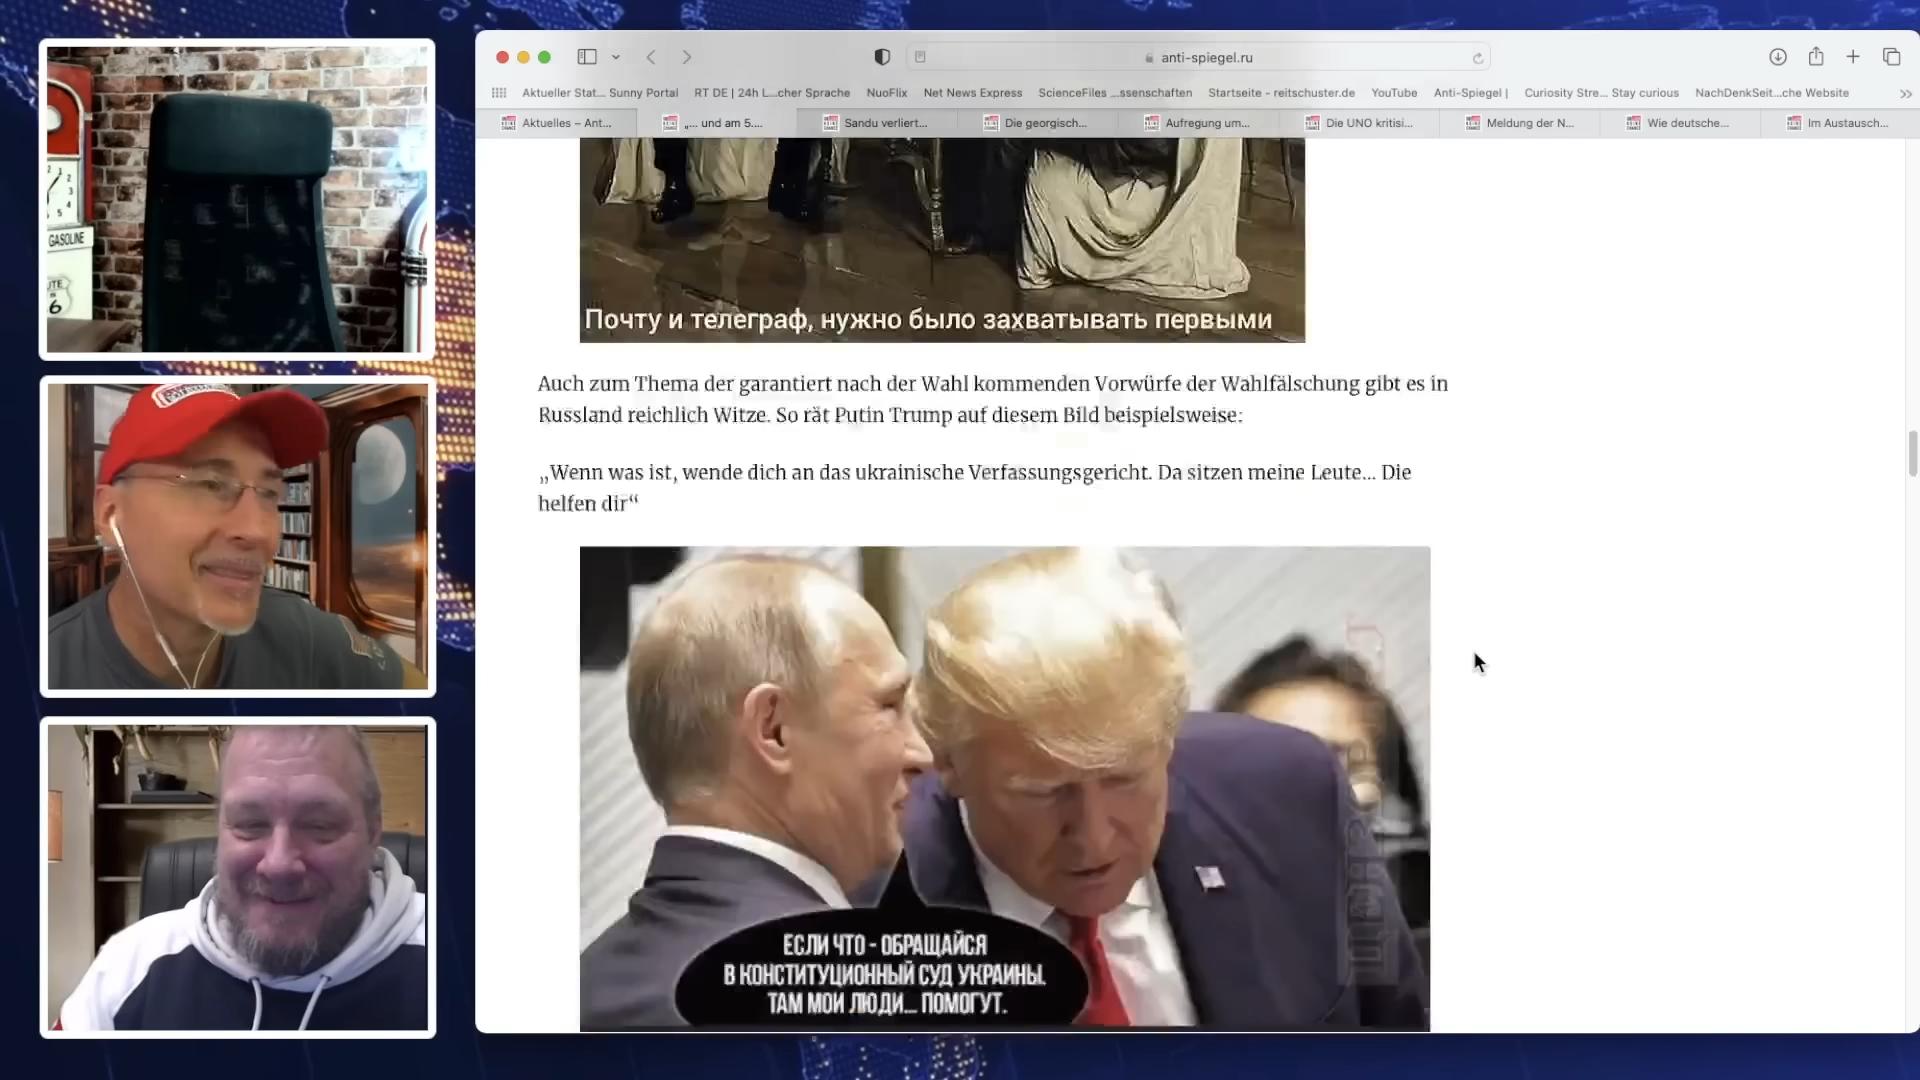 GASOLINE
6
anti-spiegel.ru
Aktueller Stat... Sunny Portal
RT DE | 24h L...cher Sprache
NuoFlix
Net News Express
ScienceFiles ...ssenschaften
Startseite - reitschuster.de
YouTube
Anti-Spiegel |
Curiosity Stre... Stay curious
NachDenkSeit...che Website
Aktuelles – Ant...
„... und am 5....
Sandu verliert...
Die georgisch...
Aufregung um...
Die UNO kritisi...
Meldung der N...
Wie deutsche...
Im Austausch...
Почту и телеграф, нужно было захватывать первыми
Auch zum Thema der garantiert nach der Wahl kommenden Vorwürfe der Wahlfälschung gibt es in
Russland reichlich Witze. So rät Putin Trump auf diesem Bild beispielsweise:
„Wenn was ist, wende dich an das ukrainische Verfassungsgericht. Da sitzen meine Leute... Die
helfen dir“
ЕСЛИ ЧТО - ОБРАЩАЙСЯ
В КОНСТИТУЦИОННЫЙ СУД УКРАИНЫ.
ТАМ МОИ ЛЮДИ... ПОМОГУТ.